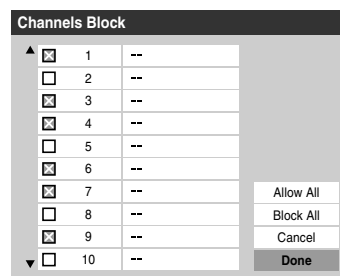 Channels Block
1 --
2 --
3 --
4 --
5 --
6 --
7 -- Allow All
8 -- Block All
9 -- Cancel
10 -- Done